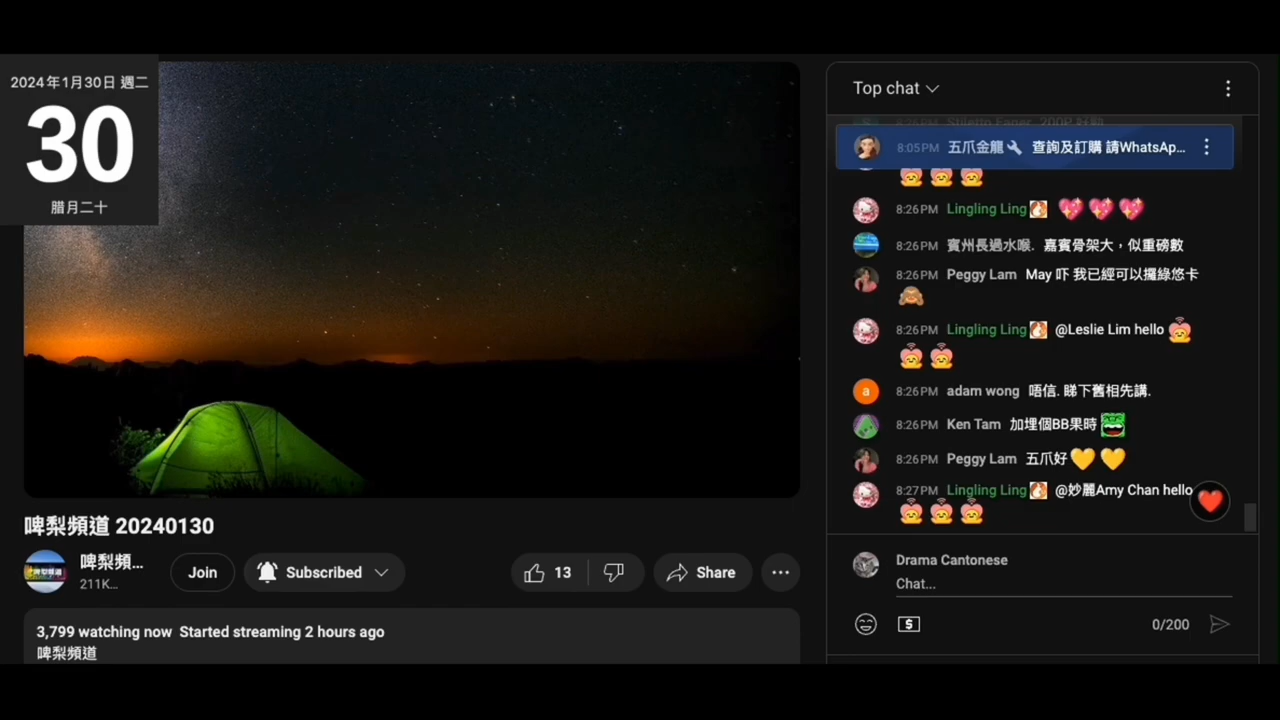 2024年1月30日 週二
30
腊月二十
啤梨頻道 20240130
啤梨頻...
211K...
Join
Subscribed
13
Share
3,799 watching now Started streaming 2 hours ago
啤梨頻道
Top chat
8:05PM 五爪金龍 查詢及訂購 請WhatsAp...
8:26PM Lingling Ling
8:26PM 賓州長過水喉. 嘉賓骨架大，似重磅數
8:26PM Peggy Lam May 吓 我已經可以攞綠悠卡
8:26PM Lingling Ling @Leslie Lim hello
a
8:26PM adam wong 唔信. 睇下舊相先講.
8:26PM Ken Tam 加埋個BB果時
8:26PM Peggy Lam 五爪好
8:27PM Lingling Ling @妙麗Amy Chan hello
Drama Cantonese
Chat...
0/200